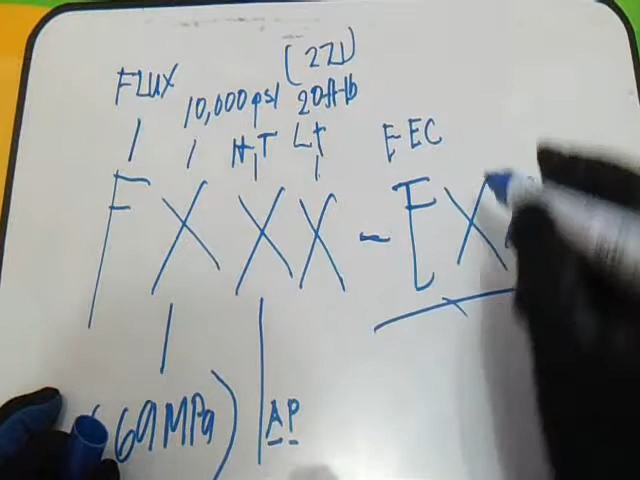 (27J)
FLUX 10,000 psi 20ft-lb
H,T Lt EEC
FXXX-EX
(69MPa) AP